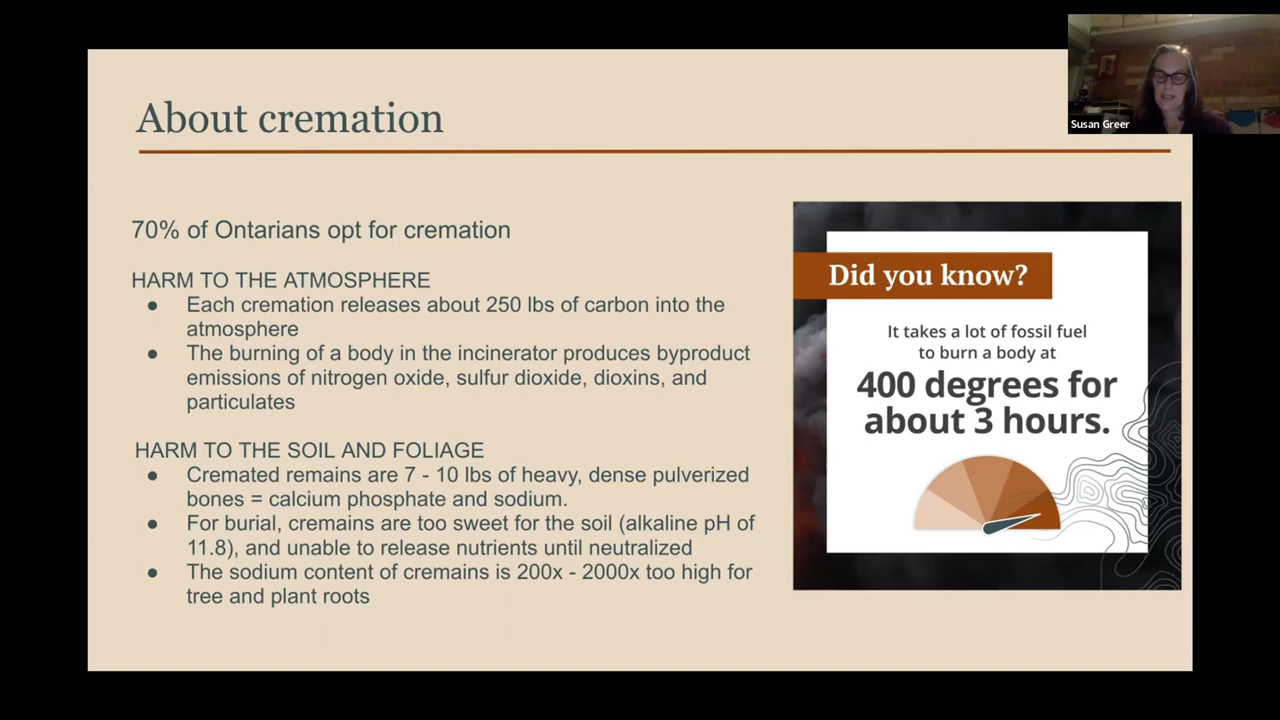 About cremation
Susan Greer
70% of Ontarians opt for cremation
HARM TO THE ATMOSPHERE
● Each cremation releases about 250 lbs of carbon into the
atmosphere
● The burning of a body in the incinerator produces byproduct
emissions of nitrogen oxide, sulfur dioxide, dioxins, and
particulates
HARM TO THE SOIL AND FOLIAGE
● Cremated remains are 7 - 10 lbs of heavy, dense pulverized
bones = calcium phosphate and sodium.
● For burial, cremains are too sweet for the soil (alkaline pH of
11.8), and unable to release nutrients until neutralized
● The sodium content of cremains is 200x - 2000x too high for
tree and plant roots
Did you know?
It takes a lot of fossil fuel
to burn a body at
400 degrees for
about 3 hours.